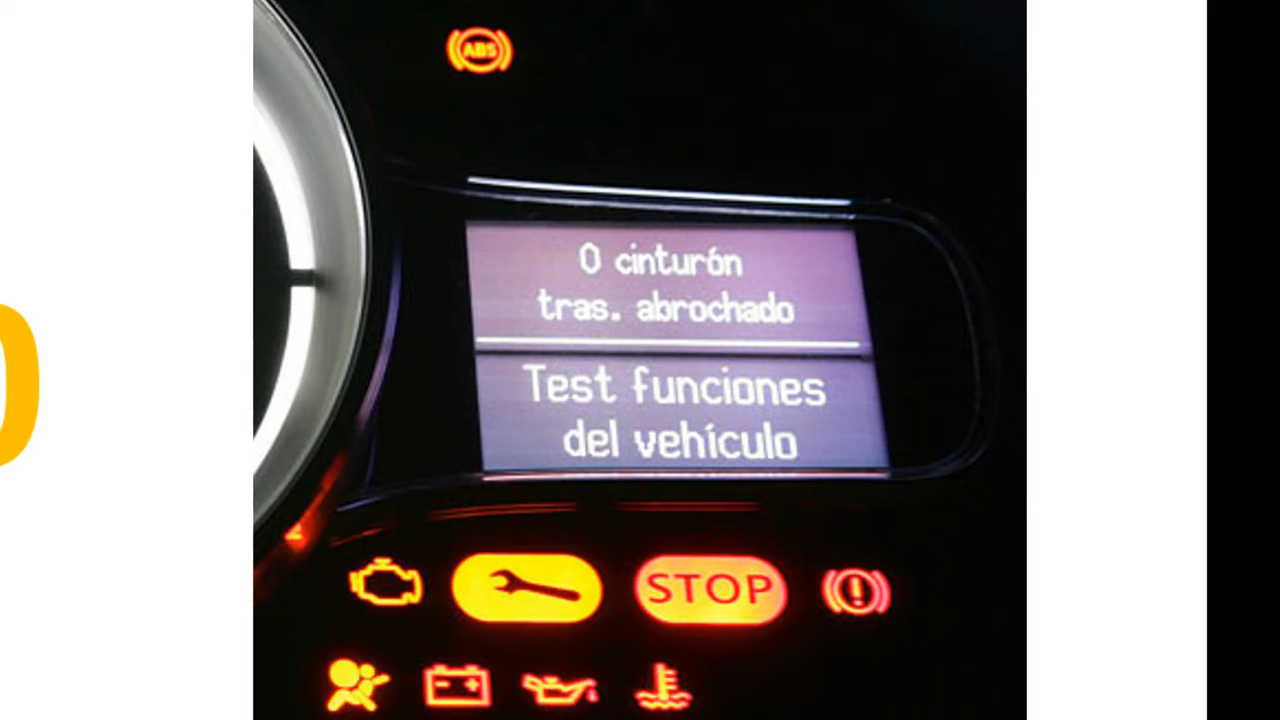 ABS
0 cinturón
tras. abrochado
Test funciones
del vehículo
STOP